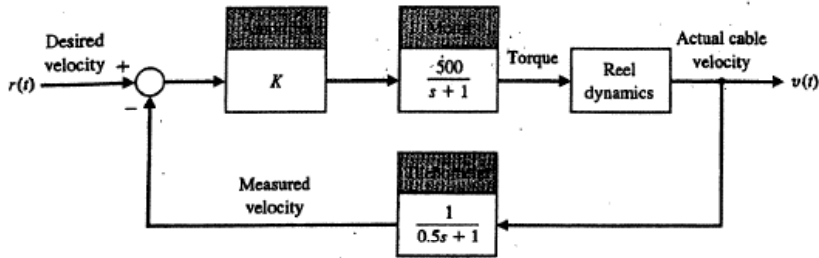 Desired
velocity
+
r(t)
−
K
500
s + 1
Torque
Reel
dynamics
Actual cable
velocity
v(t)
Measured
velocity
1
0.5s + 1